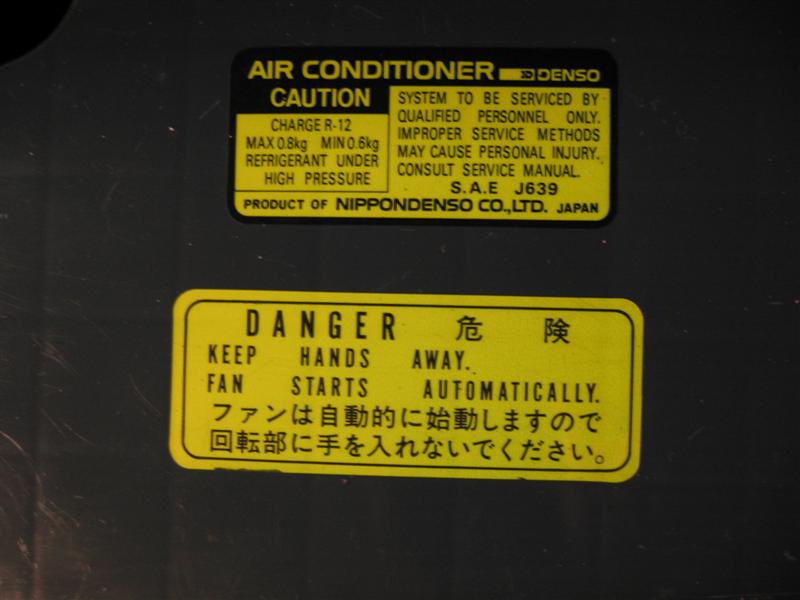 AIR CONDITIONER DENSO
CAUTION
CHARGE R-12
MAX 0.8kg MIN 0.6kg
REFRIGERANT UNDER
HIGH PRESSURE
SYSTEM TO BE SERVICED BY
QUALIFIED PERSONNEL ONLY.
IMPROPER SERVICE METHODS
MAY CAUSE PERSONAL INJURY.
CONSULT SERVICE MANUAL.
S.A.E J639
PRODUCT OF NIPPONDENSO CO.,LTD. JAPAN
DANGER 危険
KEEP HANDS AWAY.
FAN STARTS AUTOMATICALLY.
ファンは自動的に始動しますので
回転部に手を入れないでください。